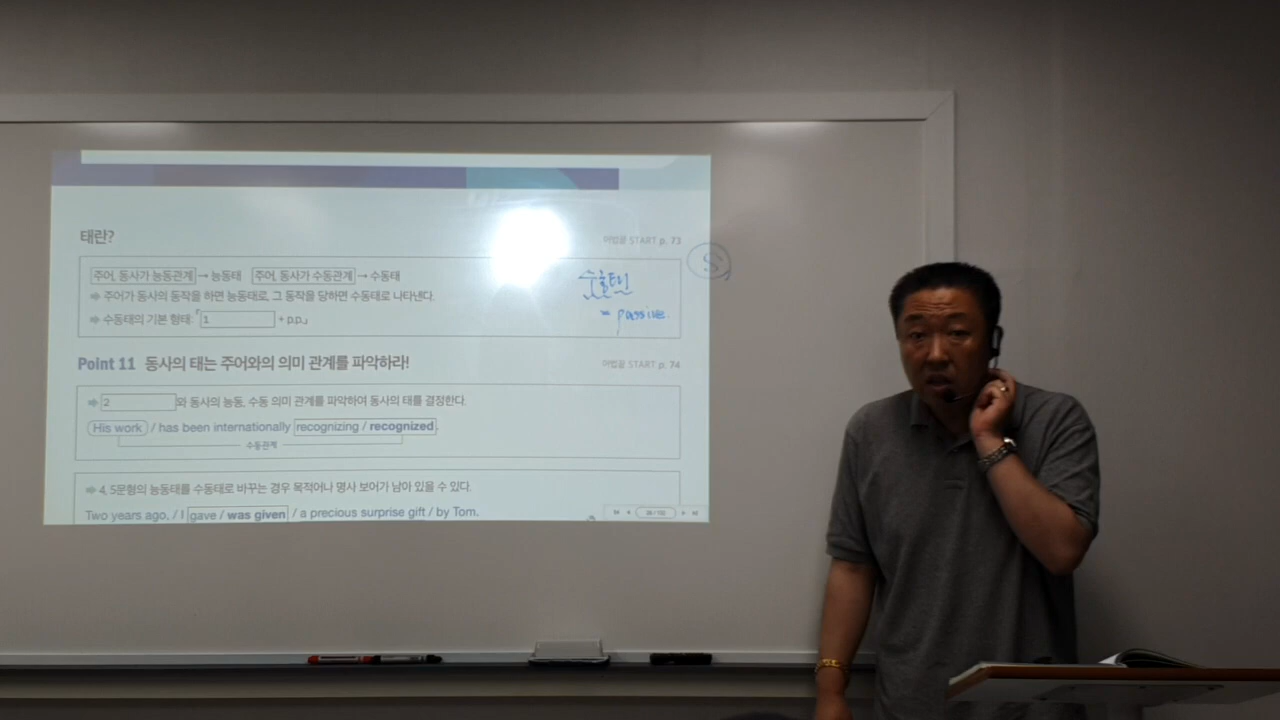 태란?
어법끝 START p. 73
주어, 동사가 능동관계 → 능동태 주어, 동사가 수동관계 → 수동태
⇒ 주어가 동사의 동작을 하면 능동태로, 그 동작을 당하면 수동태로 나타낸다.
⇒ 수동태의 기본 형태: 「1 + p.p.」
passive.
S
Point 11 동사의 태는 주어와의 의미 관계를 파악하라!
어법끝 START p. 74
⇒ 2 와 동사의 능동, 수동 의미 관계를 파악하여 동사의 태를 결정한다.
His work / has been internationally recognizing / recognized.
수동관계
⇒ 4, 5문형의 능동태를 수동태로 바꾸는 경우 목적어나 명사 보어가 남아 있을 수 있다.
Two years ago, / I gave / was given / a precious surprise gift / by Tom.